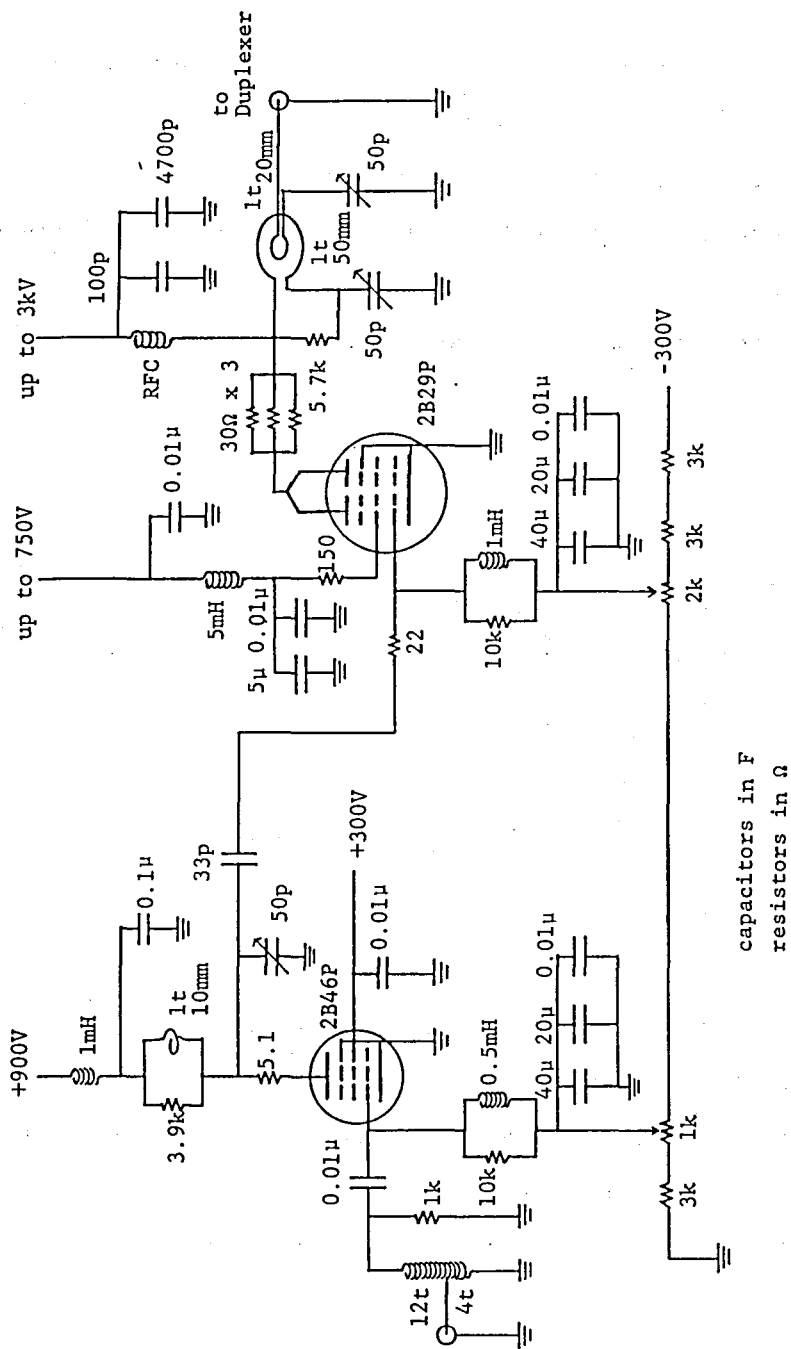 +900V
1mH
0.1μ
1t
10mm
3.9k
33p
50p
5.1
2B46P
+300V
0.01μ
0.01μ
1k
12t
4t
10k
0.5mH
40μ 20μ 0.01μ
3k
1k
up to 750V
0.01μ
5mH
5μ 0.01μ
150
22
2B29P
10k
1mH
40μ 20μ 0.01μ
2k
3k
3k
-300V
up to 3kV
100p
4700p
RFC
30Ω x 3
5.7k
1t
20mm
1t
50mm
50p
50p
to
Duplexer
capacitors in F
resistors in Ω